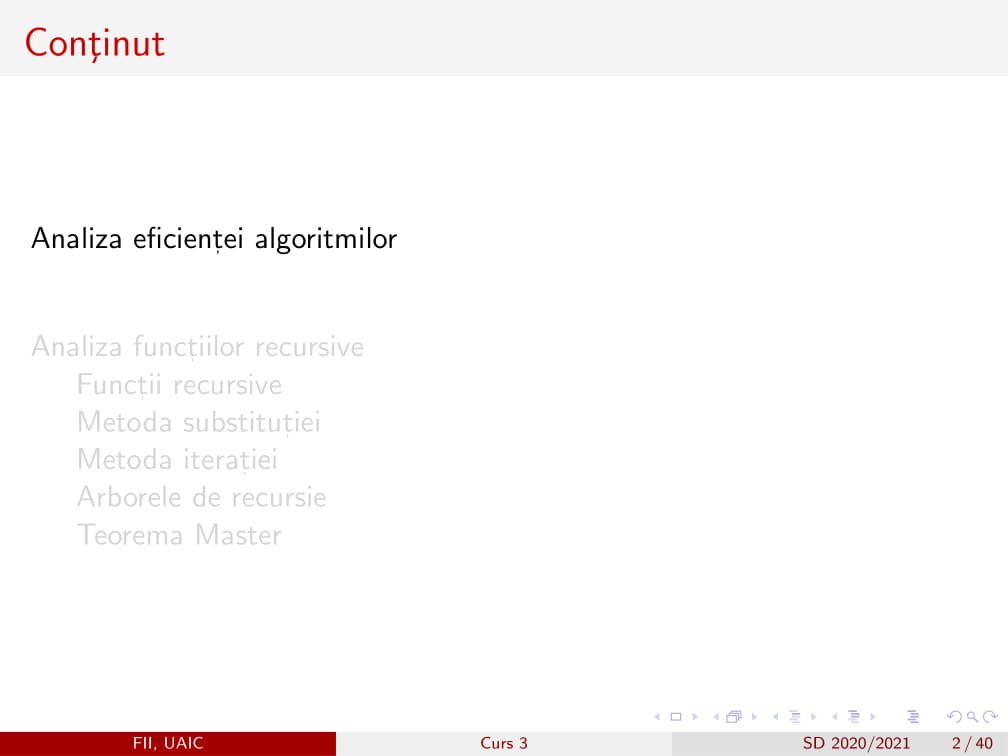 Conținut
Analiza eficienței algoritmilor
Analiza funcțiilor recursive
Funcții recursive
Metoda substituției
Metoda iterației
Arborele de recursie
Teorema Master
FII, UAIC
Curs 3
SD 2020/2021
2 / 40